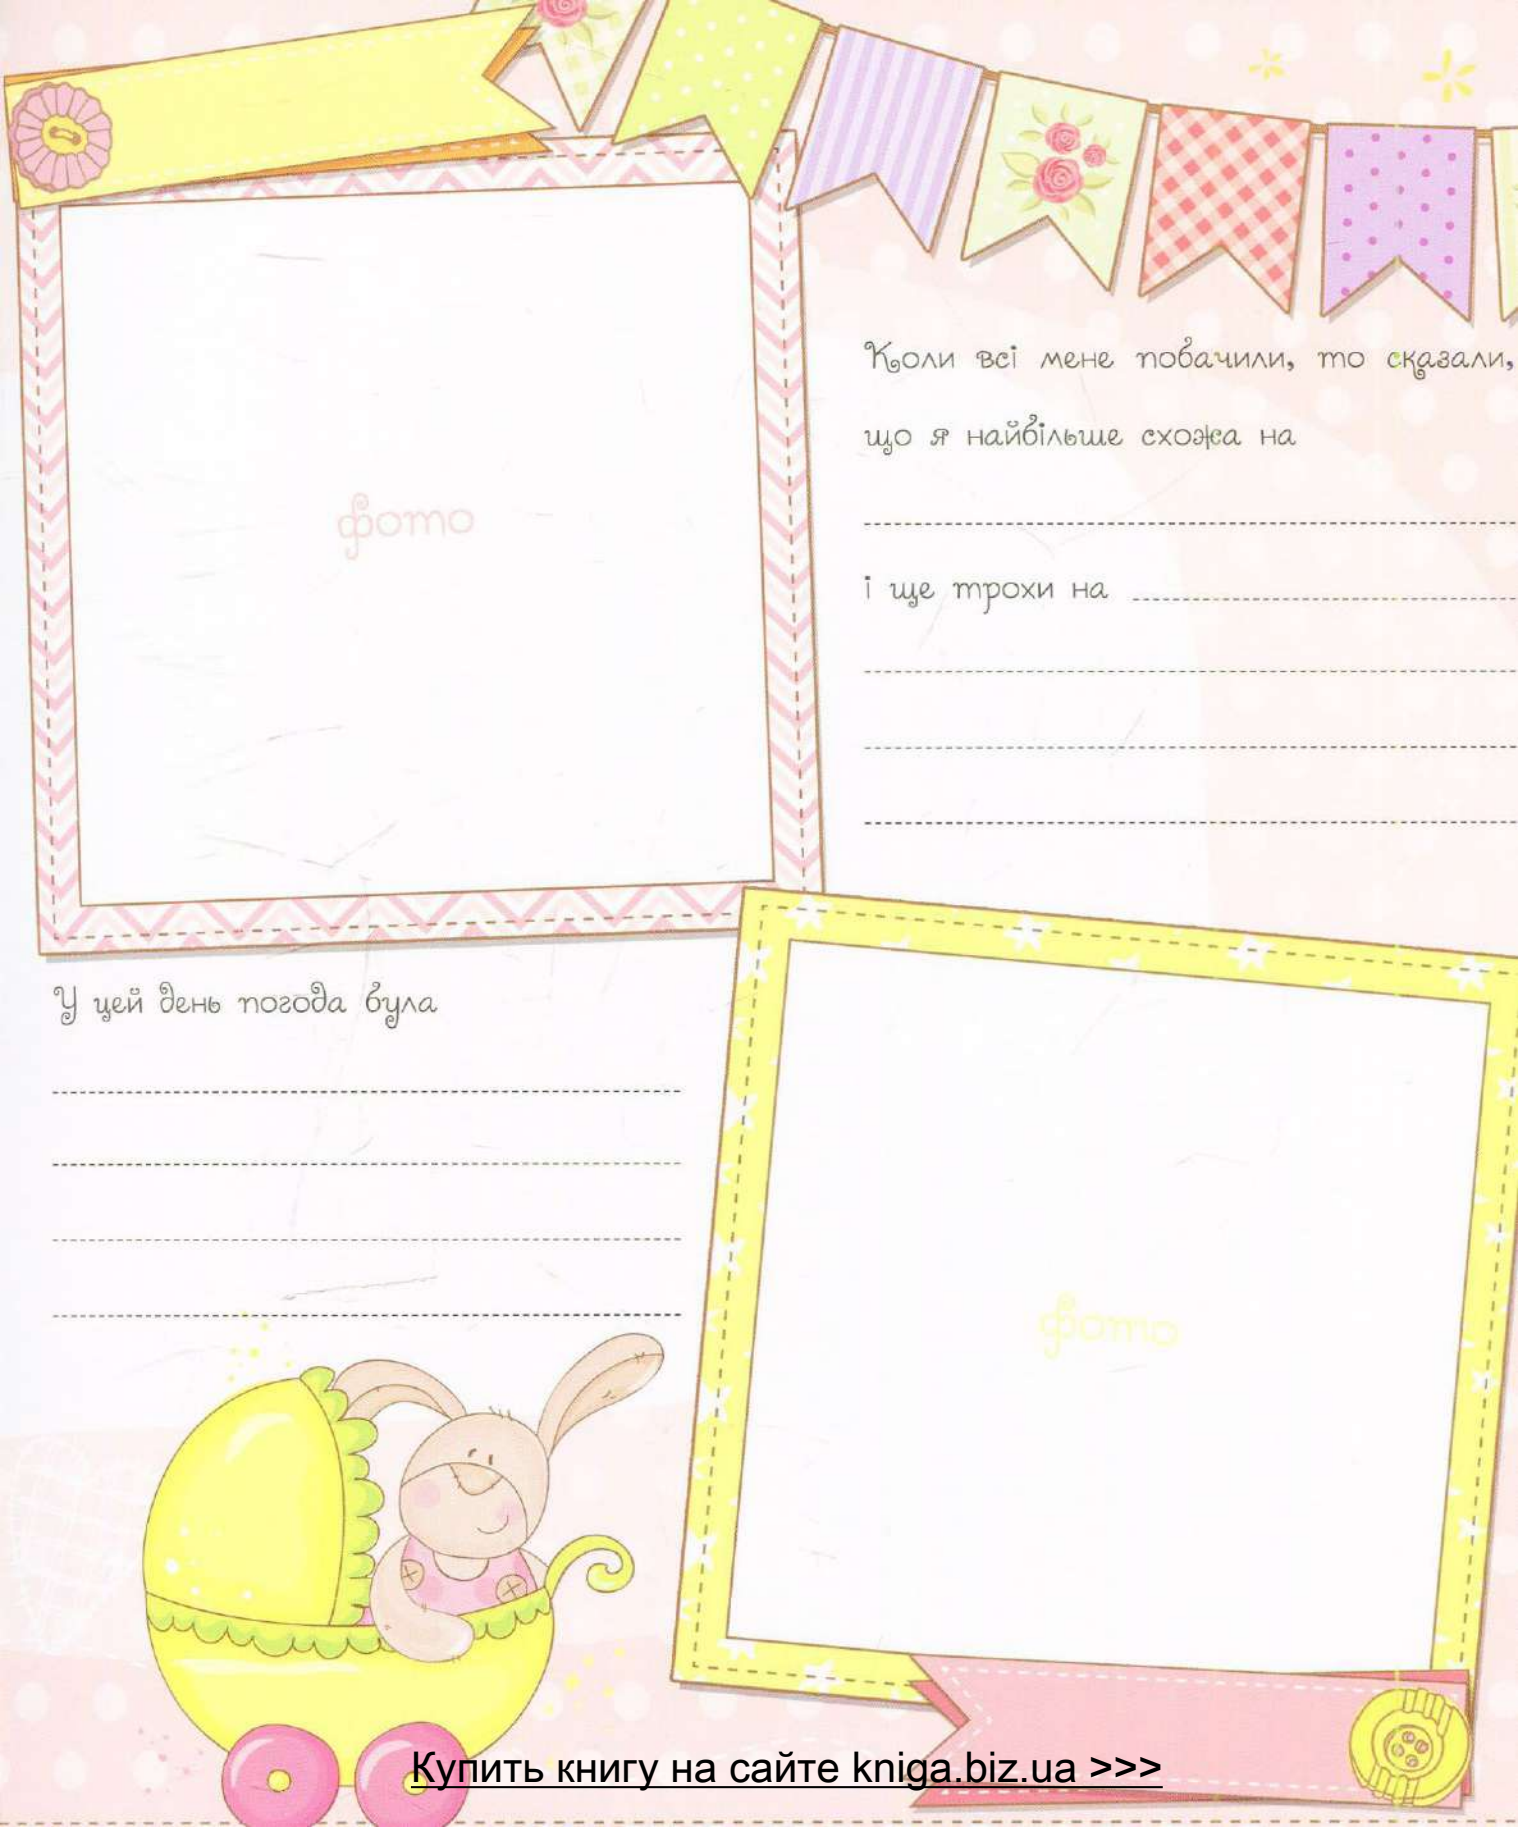 фото
Коли всі мене побачили, то сказали,
що я найбільше схожа на
і ще трохи на
У цей день погода була
фото
Купить книгу на сайте kniga.biz.ua >>>